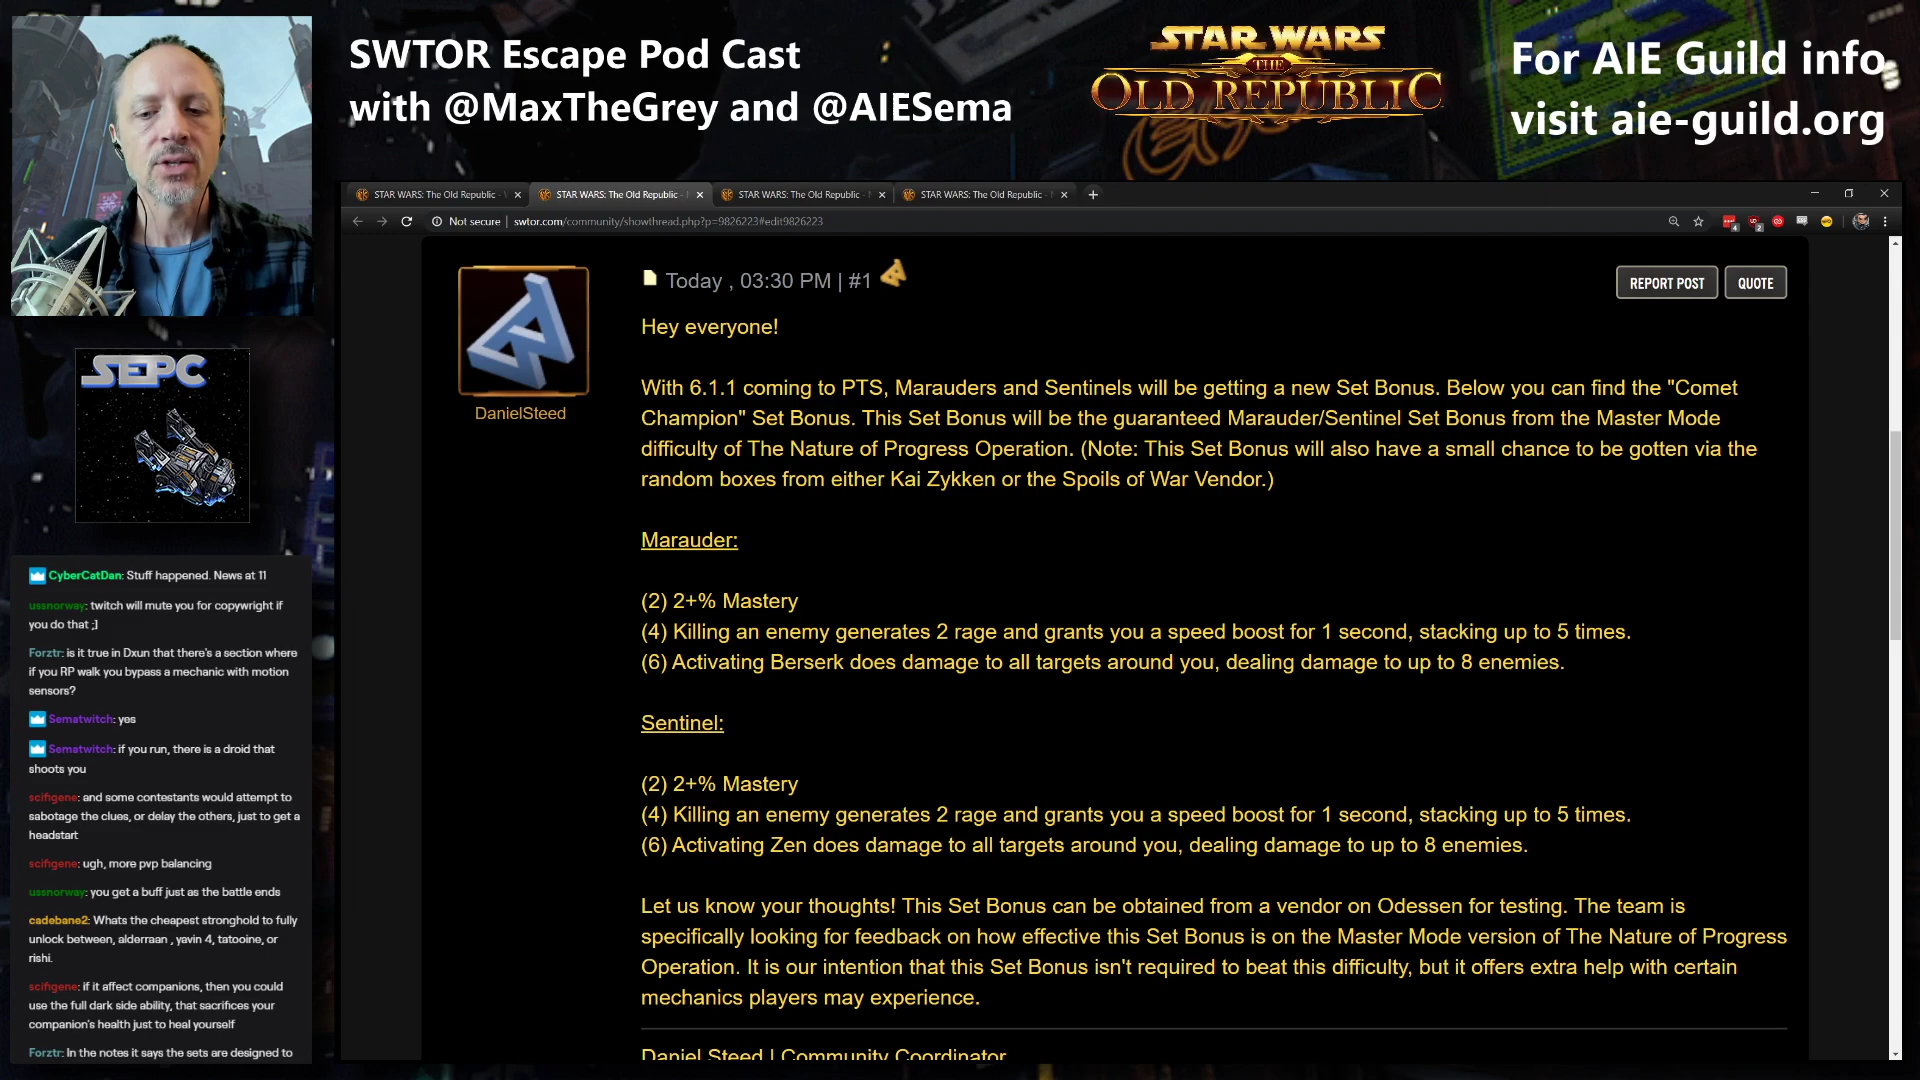 SWTOR Escape Pod Cast
with @MaxTheGrey and @AIESema
STAR WARS
THE
OLD REPUBLIC
For AIE Guild info
visit aie-guild.org
STAR WARS: The Old Republic -
STAR WARS: The Old Republic -
STAR WARS: The Old Republic -
STAR WARS: The Old Republic -
Not secure | swtor.com/community/showthread.php?p=9826223#edit9826223
Today , 03:30 PM | #1
REPORT POST
QUOTE
DanielSteed
Hey everyone!
With 6.1.1 coming to PTS, Marauders and Sentinels will be getting a new Set Bonus. Below you can find the "Comet
Champion" Set Bonus. This Set Bonus will be the guaranteed Marauder/Sentinel Set Bonus from the Master Mode
difficulty of The Nature of Progress Operation. (Note: This Set Bonus will also have a small chance to be gotten via the
random boxes from either Kai Zykken or the Spoils of War Vendor.)
Marauder:
(2) 2+% Mastery
(4) Killing an enemy generates 2 rage and grants you a speed boost for 1 second, stacking up to 5 times.
(6) Activating Berserk does damage to all targets around you, dealing damage to up to 8 enemies.
Sentinel:
(2) 2+% Mastery
(4) Killing an enemy generates 2 rage and grants you a speed boost for 1 second, stacking up to 5 times.
(6) Activating Zen does damage to all targets around you, dealing damage to up to 8 enemies.
Let us know your thoughts! This Set Bonus can be obtained from a vendor on Odessen for testing. The team is
specifically looking for feedback on how effective this Set Bonus is on the Master Mode version of The Nature of Progress
Operation. It is our intention that this Set Bonus isn't required to beat this difficulty, but it offers extra help with certain
mechanics players may experience.
Daniel Steed | Community Coordinator
SEPC
CyberCatDan: Stuff happened. News at 11
ussnorway: twitch will mute you for copywright if
you do that ;]
Forztr: is it true in Dxun that there's a section where
if you RP walk you bypass a mechanic with motion
sensors?
Sematwitch: yes
Sematwitch: if you run, there is a droid that
shoots you
scifigene: and some contestants would attempt to
sabotage the clues, or delay the others, just to get a
headstart
scifigene: ugh, more pvp balancing
ussnorway: you get a buff just as the battle ends
cadebane2: Whats the cheapest stronghold to fully
unlock between, alderraan , yavin 4, tatooine, or
rishi.
scifigene: if it affect companions, then you could
use the full dark side ability, that sacrifices your
companion's health just to heal yourself
Forztr: In the notes it says the sets are designed to